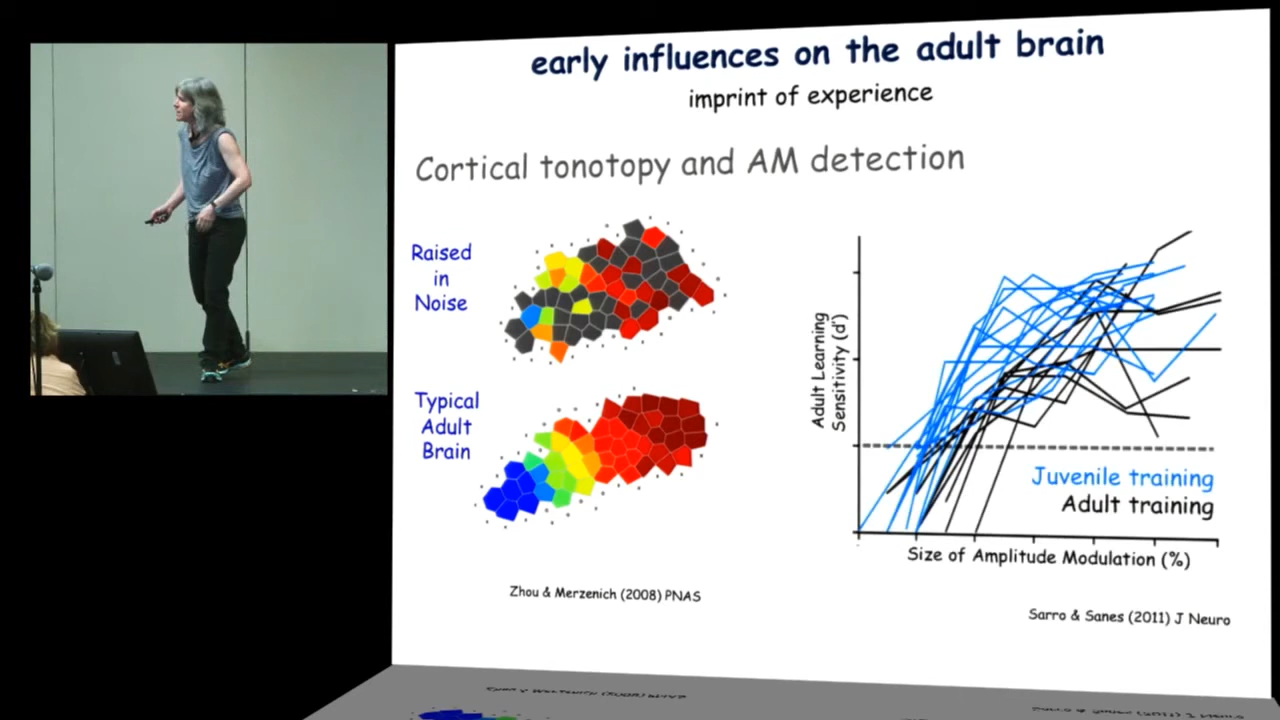 early influences on the adult brain
imprint of experience
Cortical tonotopy and AM detection
Raised
in
Noise
Typical
Adult
Brain
Zhou & Merzenich (2008) PNAS
Adult Learning
Sensitivity (d')
Juvenile training
Adult training
Size of Amplitude Modulation (%)
Sarro & Sanes (2011) J Neuro